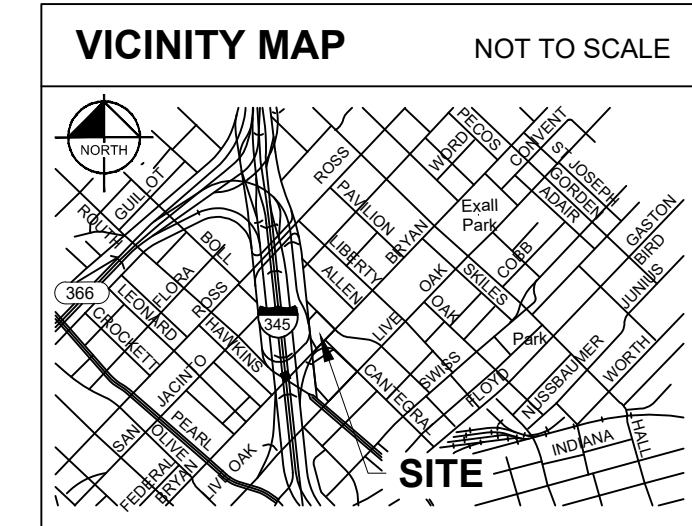 VICINITY MAP
NOT TO SCALE
NORTH
GUILLOT
ROUTH
366
BOLL
FLORA
LEONARD
CROCKETT
ROSS
HAWKINS
JACINTO
SAN
PEARL
OLIVE
FEDERAL
BRYAN
LIVE OAK
345
ROSS
PAVILION
LIBERTY
ALLEN
BRYAN
LIVE
OAK
OAK
CANTEGRAL
SWISS
FLOYD
PECOS
WORD
CONVENT
ST JOSEPH
GORDEN
ADAIR
Exall
Park
COBB
SKILES
GASTON
BIRD
JUNIUS
Park
NUSSBAUMER
WORTH
INDIANA
HALL
SITE